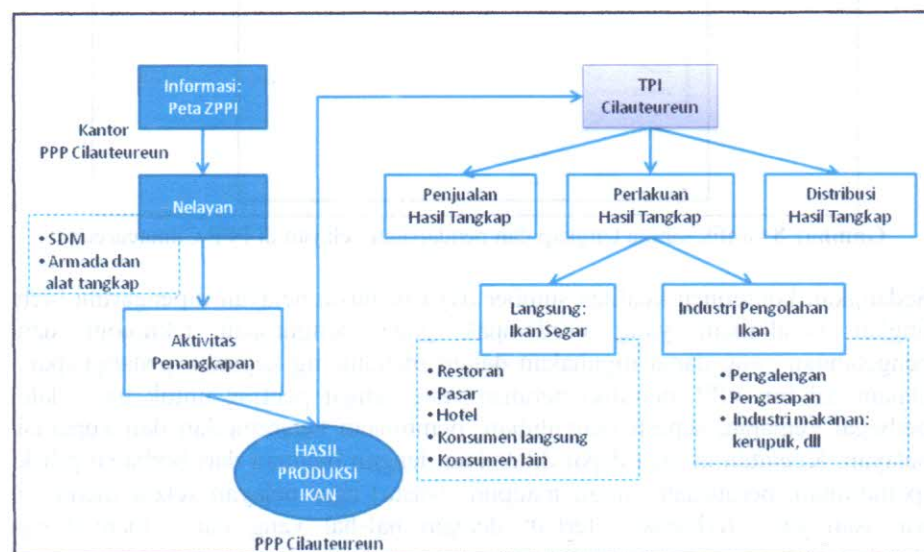 Informasi:
Peta ZPPI
Kantor
PPP Cilauteureun
Nelayan
• SDM
• Armada dan
alat tangkap
Aktivitas
Penangkapan
HASIL
PRODUKSI
IKAN
PPP Cilauteureun
TPI
Cilauteureun
Penjualan
Hasil Tangkap
Perlakuan
Hasil Tangkap
Distribusi
Hasil Tangkap
Langsung:
Ikan Segar
Industri Pengolahan
Ikan
• Restoran
• Pasar
• Hotel
• Konsumen langsung
• Konsumen lain
• Pengalengan
• Pengasapan
• Industri makanan:
kerupuk, dll